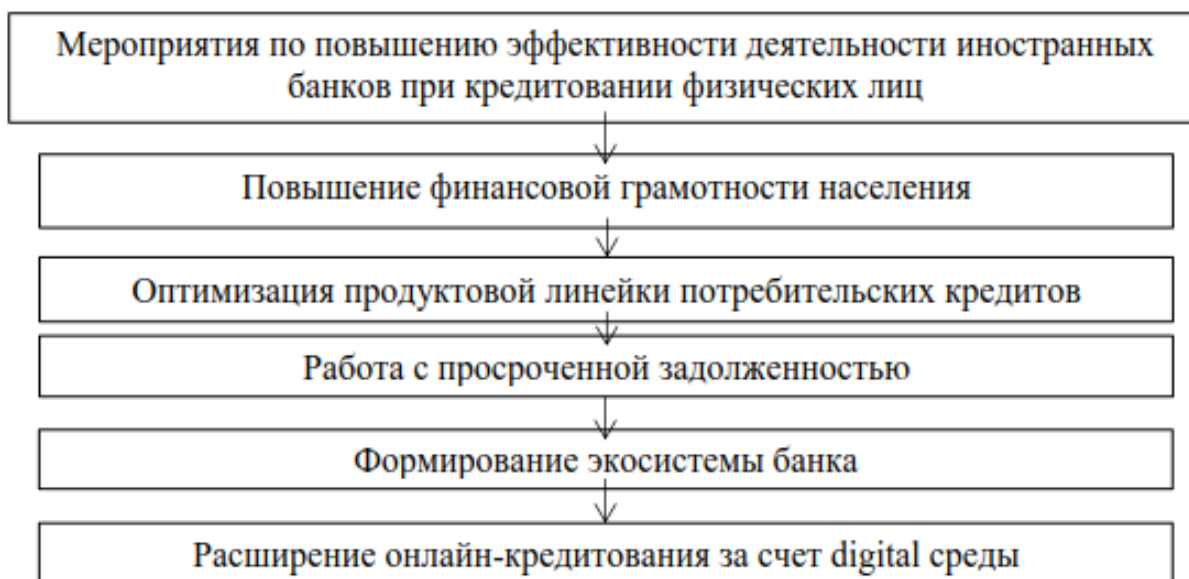 Мероприятия по повышению эффективности деятельности иностранных
банков при кредитовании физических лиц
Повышение финансовой грамотности населения
Оптимизация продуктовой линейки потребительских кредитов
Работа с просроченной задолженностью
Формирование экосистемы банка
Расширение онлайн-кредитования за счет digital среды